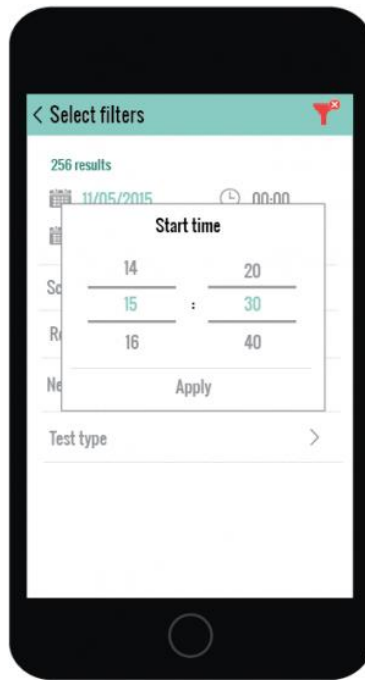 < Select filters
256 results
11/05/2015 00:00
Start time
14 20
15 : 30
16 40
Apply
Test type >